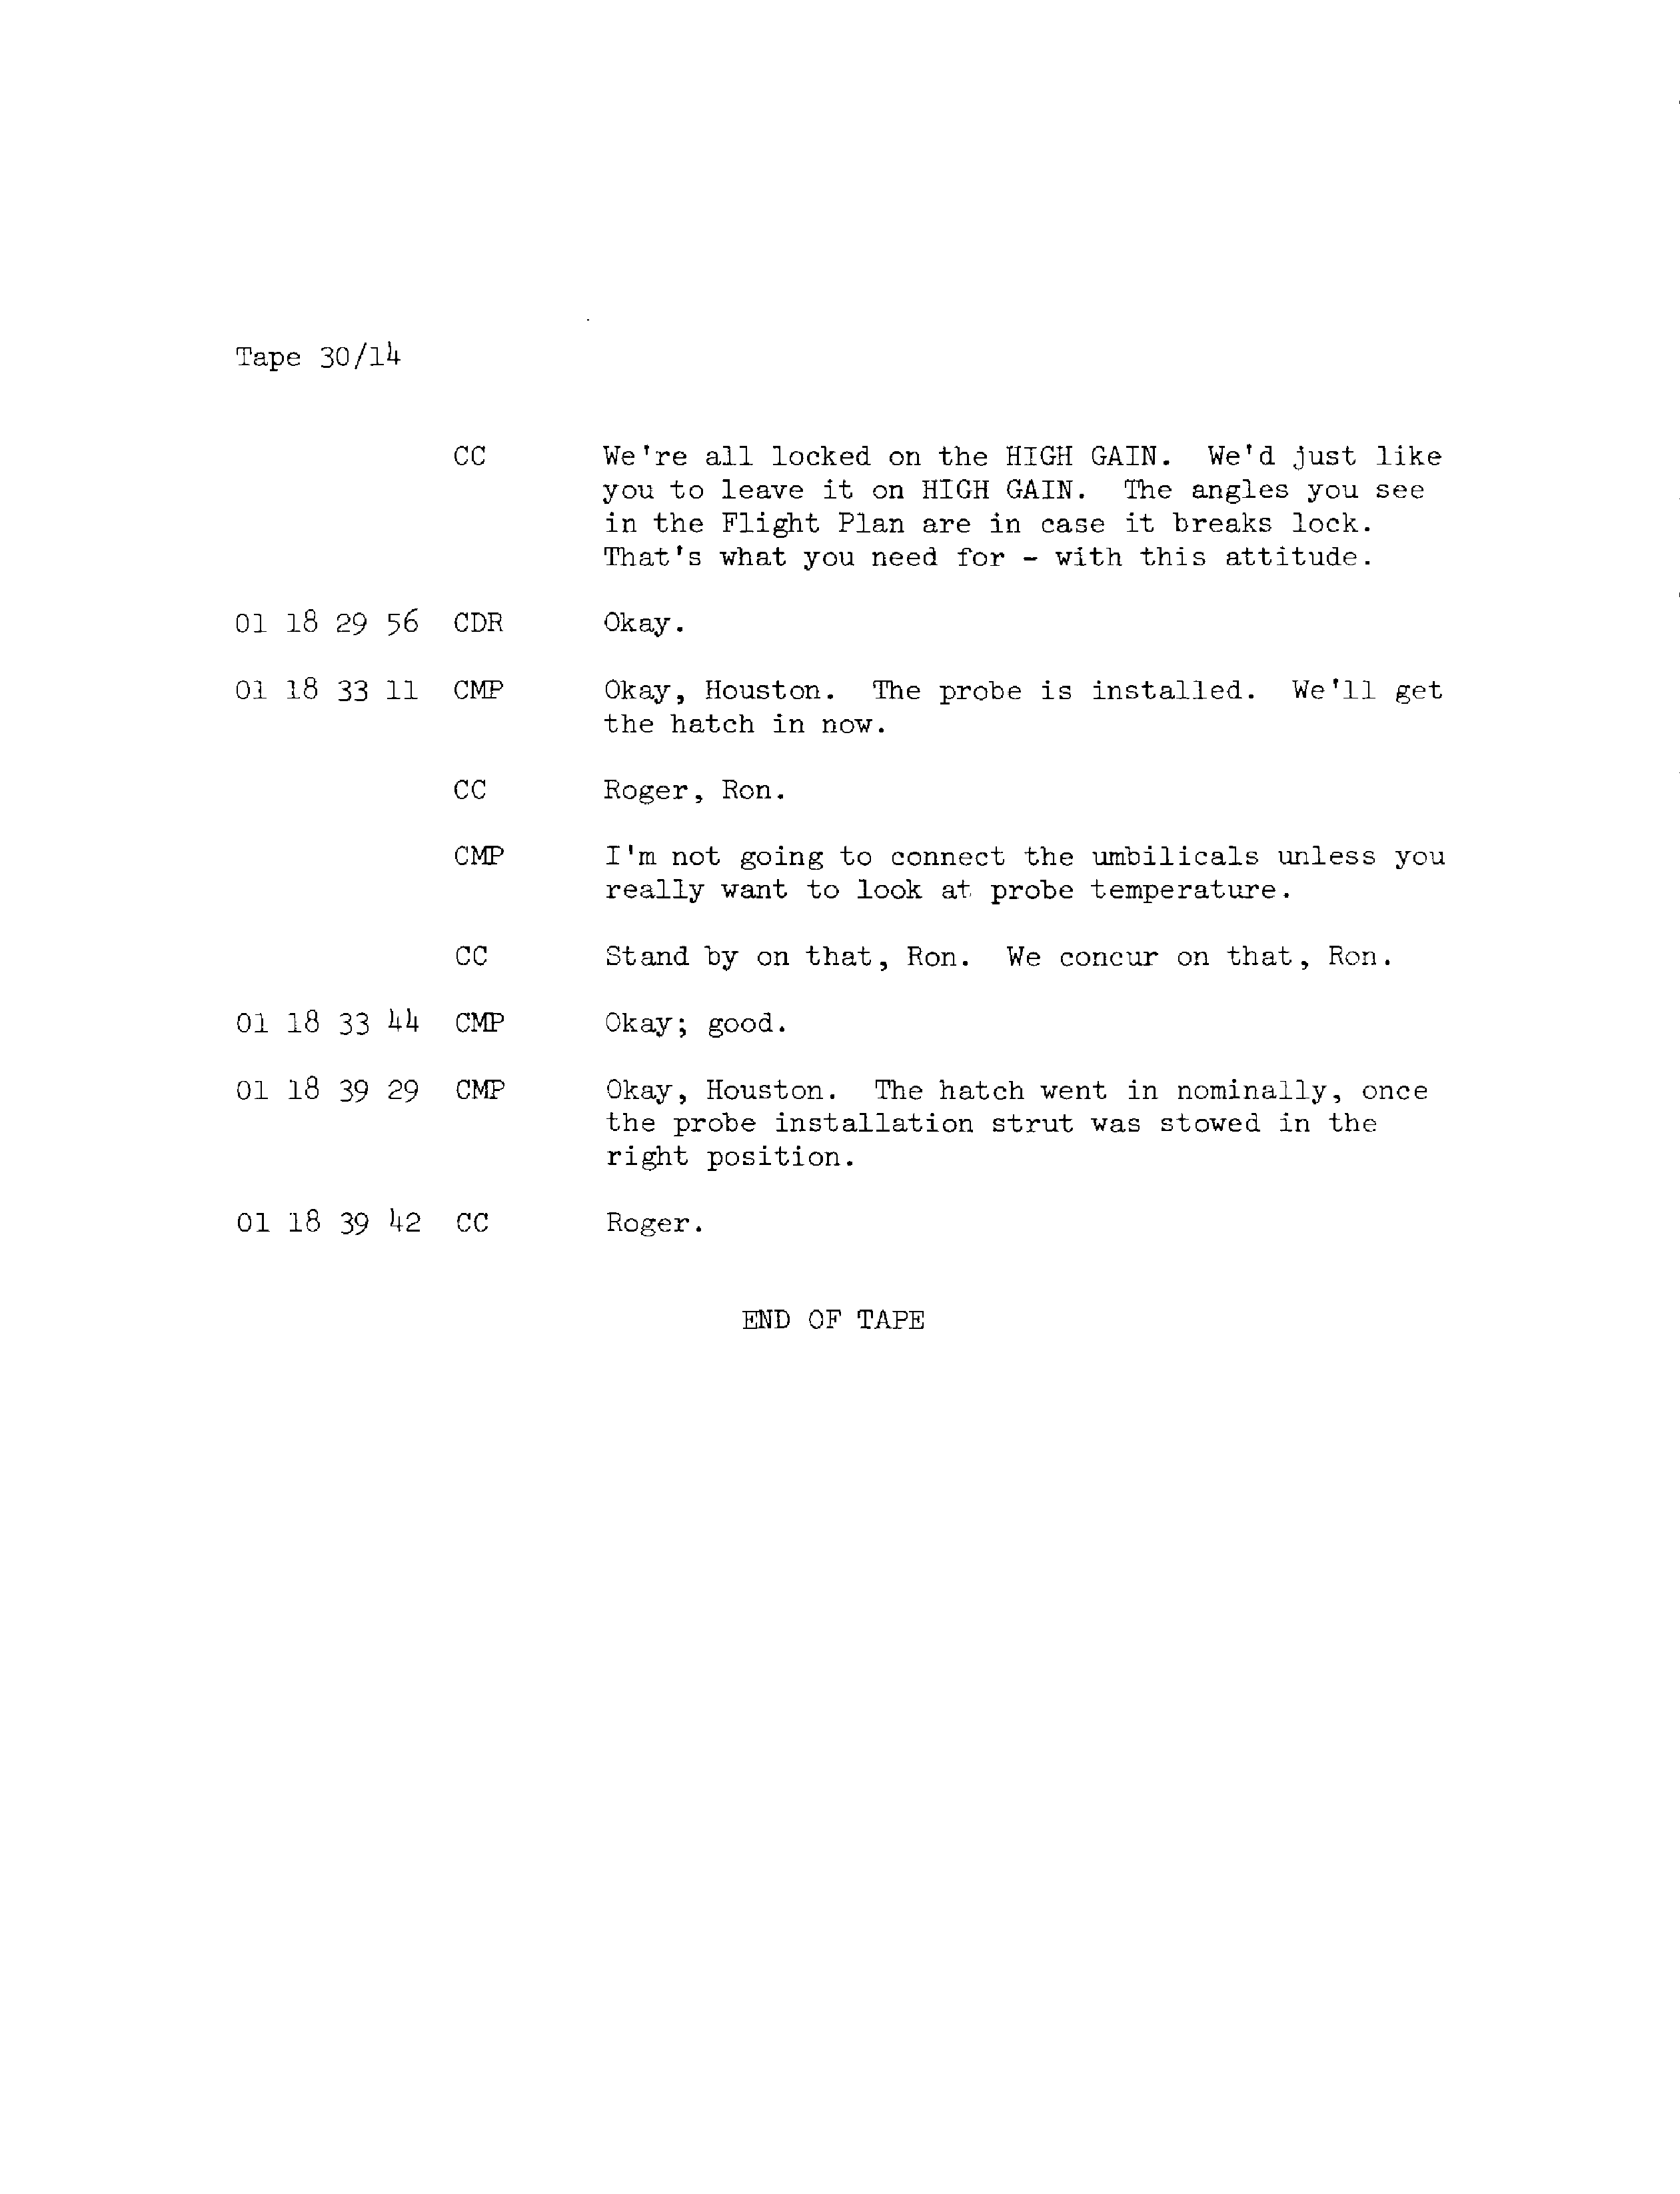 Tape 30/14
CC We're all locked on the HIGH GAIN. We'd just like
you to leave it on HIGH GAIN. The angles you see
in the Flight Plan are in case it breaks lock.
That's what you need for - with this attitude.
01 18 29 56 CDR Okay.
01 18 33 11 CMP Okay, Houston. The probe is installed. We'll get
the hatch in now.
CC Roger, Ron.
CMP I'm not going to connect the umbilicals unless you
really want to look at probe temperature.
CC Stand by on that, Ron. We concur on that, Ron.
01 18 33 44 CMP Okay; good.
01 18 39 29 CMP Okay, Houston. The hatch went in nominally, once
the probe installation strut was stowed in the
right position.
01 18 39 42 CC Roger.
END OF TAPE